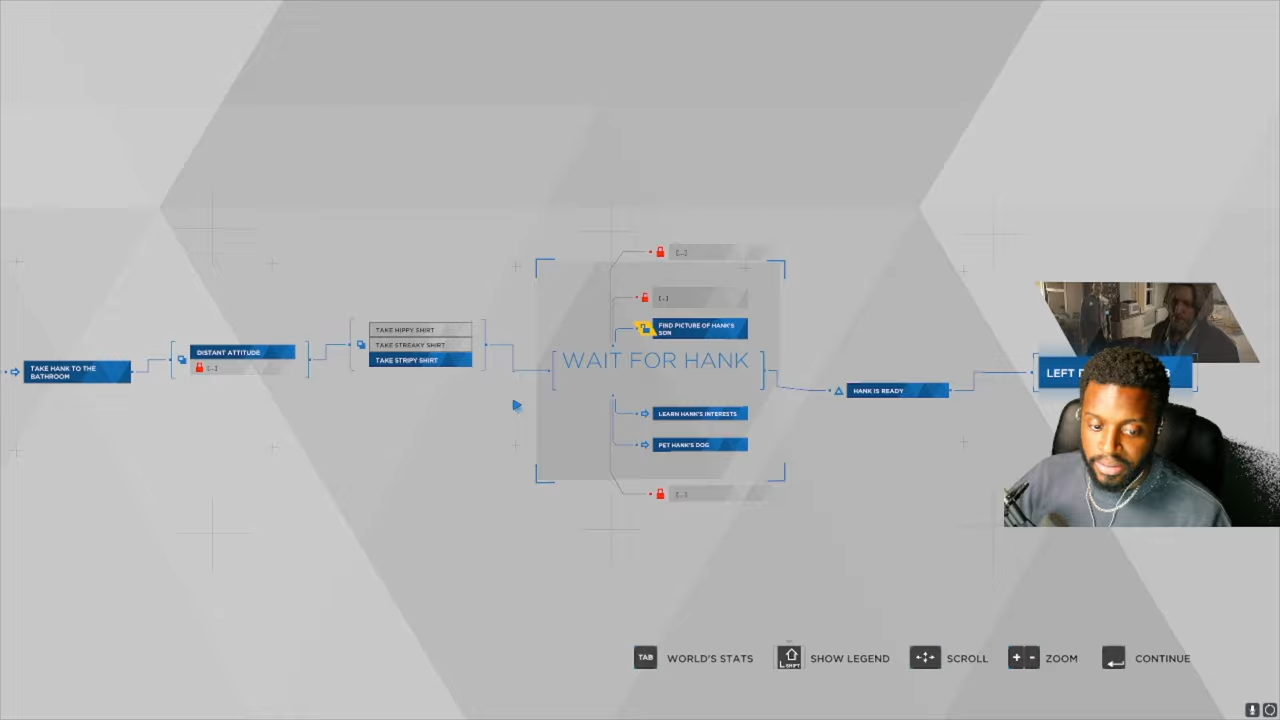 TAKE HANK TO THE
BATHROOM
DISTANT ATTITUDE
[...]
TAKE HIPPY SHIRT
TAKE STREAKY SHIRT
TAKE STRIPY SHIRT
[...]
[...]
FIND PICTURE OF HANK'S
SON
WAIT FOR HANK
LEARN HANK'S INTERESTS
PET HANK'S DOG
[...]
HANK IS READY
LEFT
TAB WORLD'S STATS
L SHIFT SHOW LEGEND
SCROLL
+ - ZOOM
CONTINUE